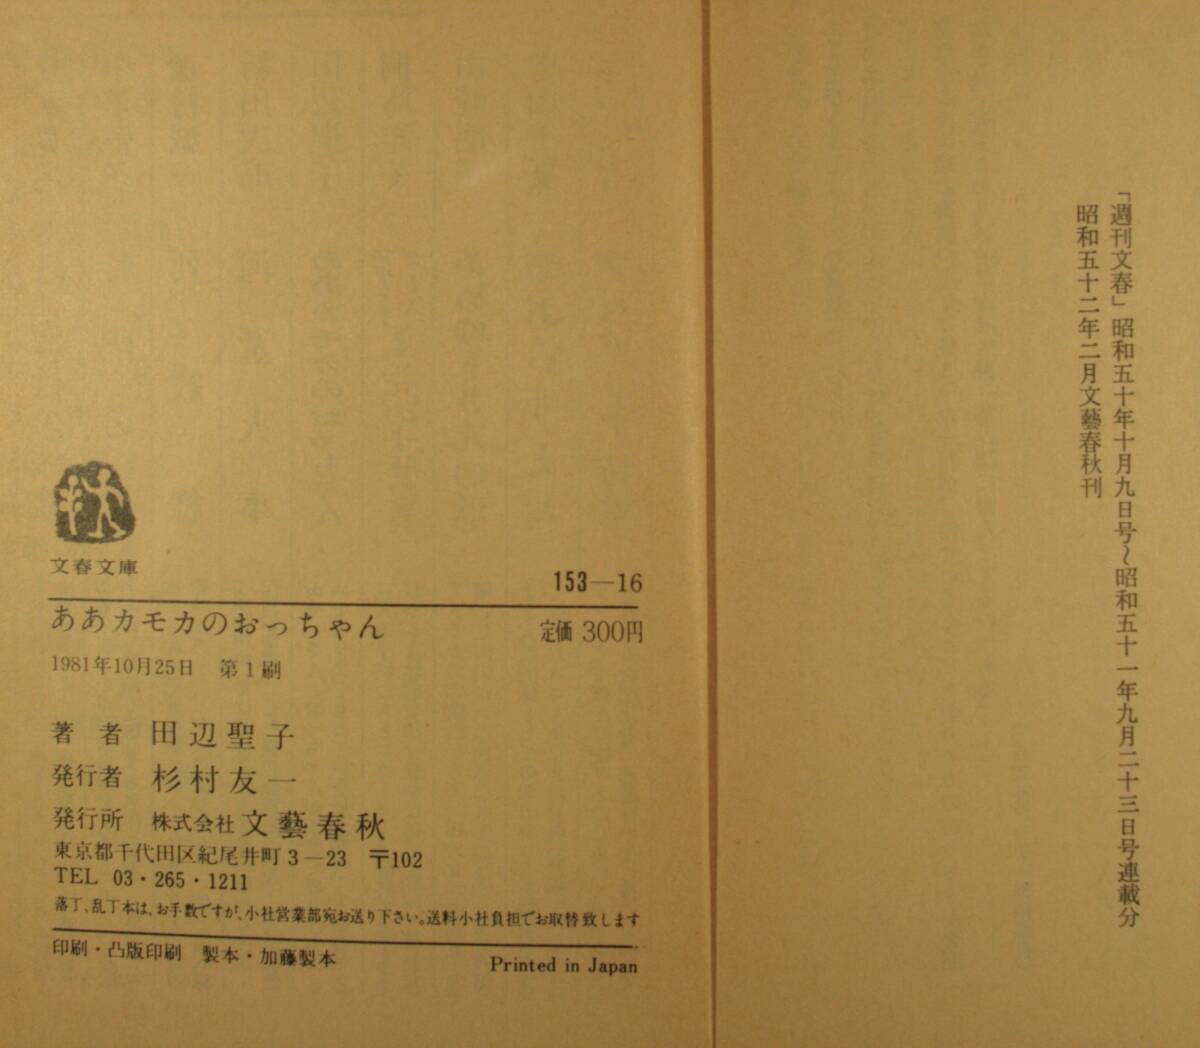 「週刊文春」昭和五十年十月九日号〜昭和五十一年九月二十三日号連載分
昭和五十二年二月文藝春秋刊
文春文庫
153—16
ああカモカのおっちゃん
定価 300円
1981年10月25日 第1刷
著 者 田辺聖子
発行者 杉村友一
発行所 株式会社 文藝春秋
東京都千代田区紀尾井町3—23 〒102
TEL 03・265・1211
落丁、乱丁本は、お手数ですが、小社営業部宛お送り下さい。送料小社負担でお取替致します
印刷・凸版印刷 製本・加藤製本
Printed in Japan